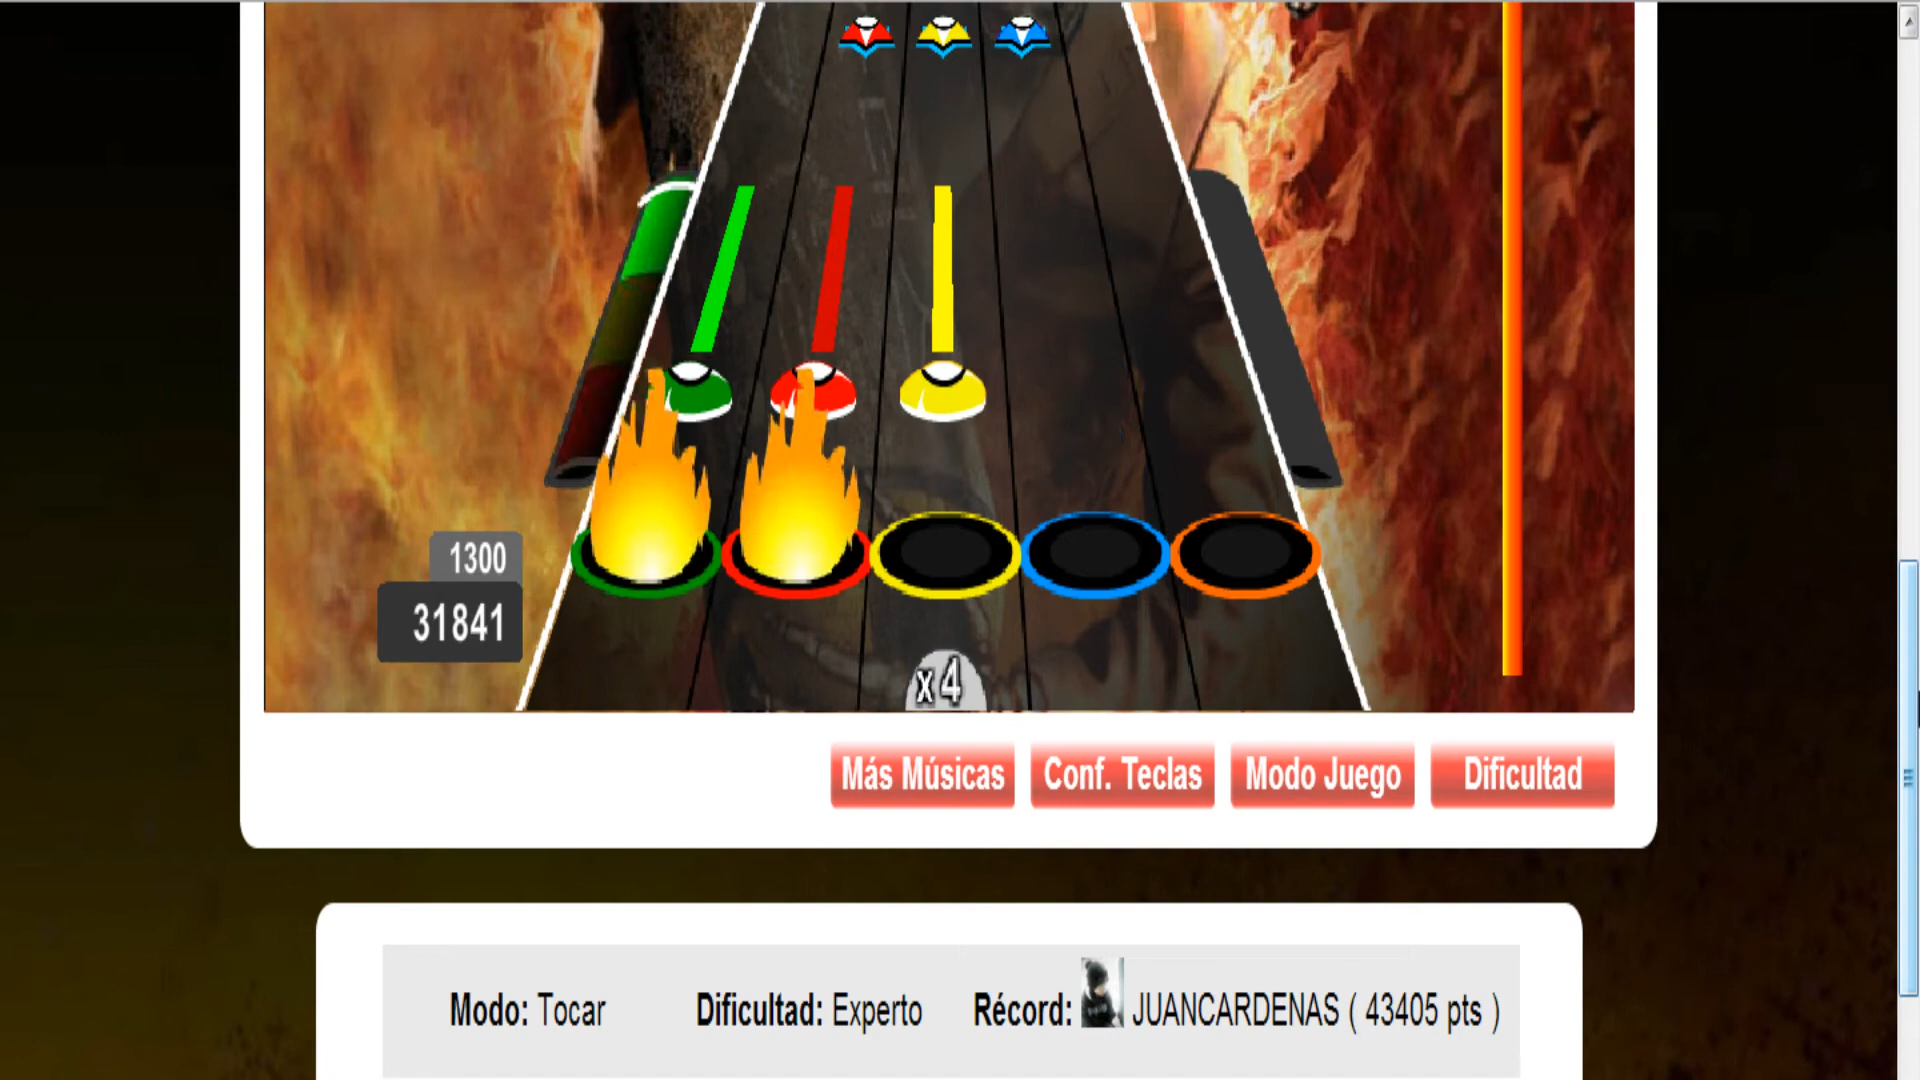 1300
31841
x4
Más Músicas Conf. Teclas Modo Juego Dificultad
Modo: Tocar Dificultad: Experto Récord: JUANCARDENAS ( 43405 pts )